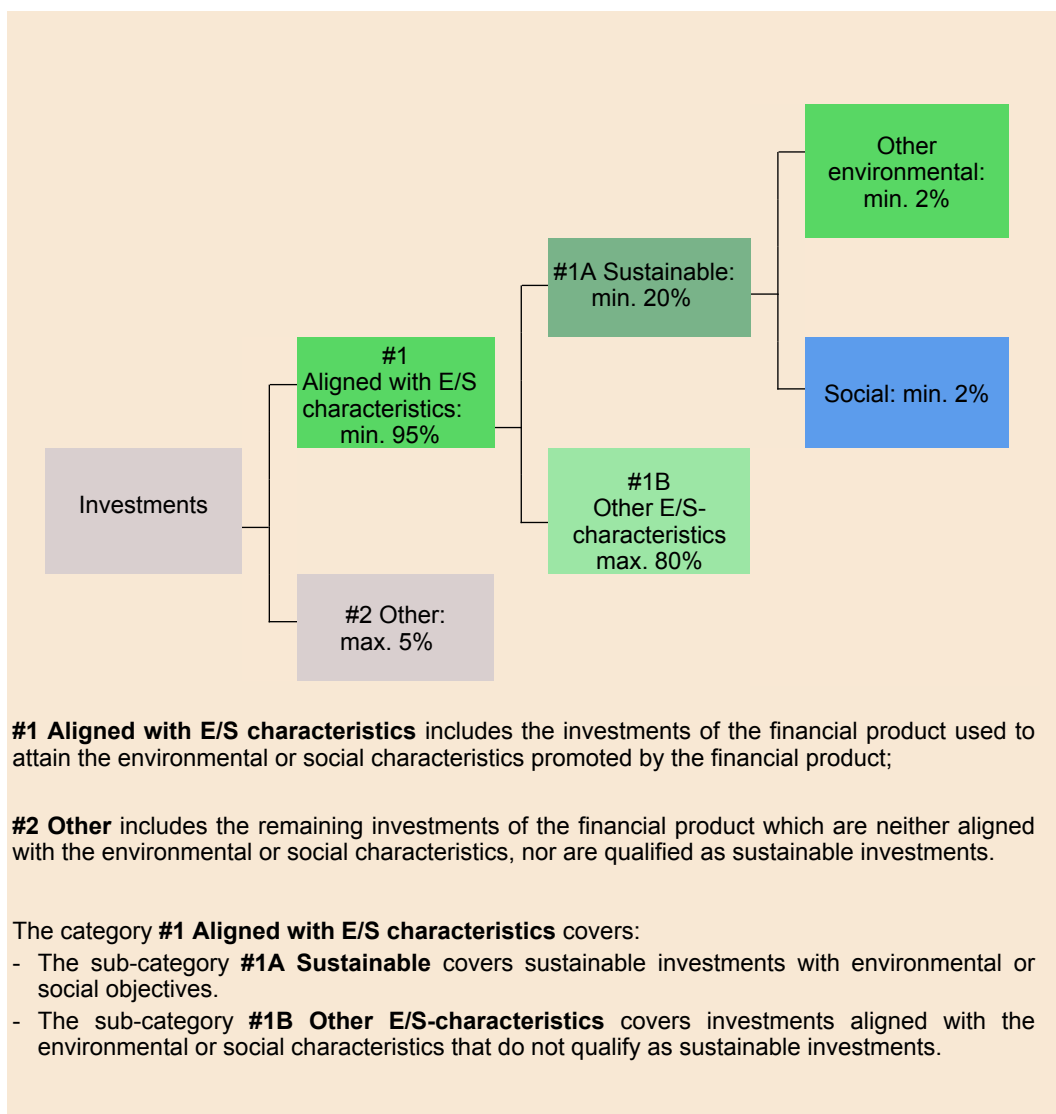 Other
environmental:
min. 2%
#1A Sustainable:
min. 20%
#1
Aligned with E/S
characteristics:
min. 95%
Social: min. 2%
Investments
#1B
Other E/S-
characteristics
max. 80%
#2 Other:
max. 5%
#1 Aligned with E/S characteristics includes the investments of the financial product used to
attain the environmental or social characteristics promoted by the financial product;
#2 Other includes the remaining investments of the financial product which are neither aligned
with the environmental or social characteristics, nor are qualified as sustainable investments.
The category #1 Aligned with E/S characteristics covers:
- The sub-category #1A Sustainable covers sustainable investments with environmental or
social objectives.
- The sub-category #1B Other E/S-characteristics covers investments aligned with the
environmental or social characteristics that do not qualify as sustainable investments.